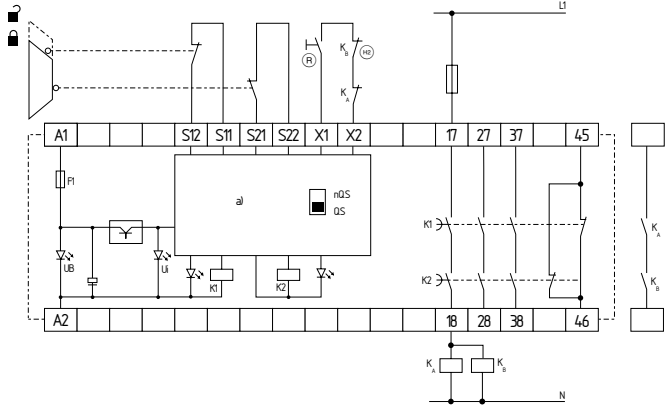 L1
K B
H2
R
K A
A1 S12 S11 S21 S22 X1 X2 17 27 37 45
F1
a)
nQS
QS
K1
K A
UB
Ui
K1
K2
K2
K B
A2 18 28 38 46
K A
K B
N